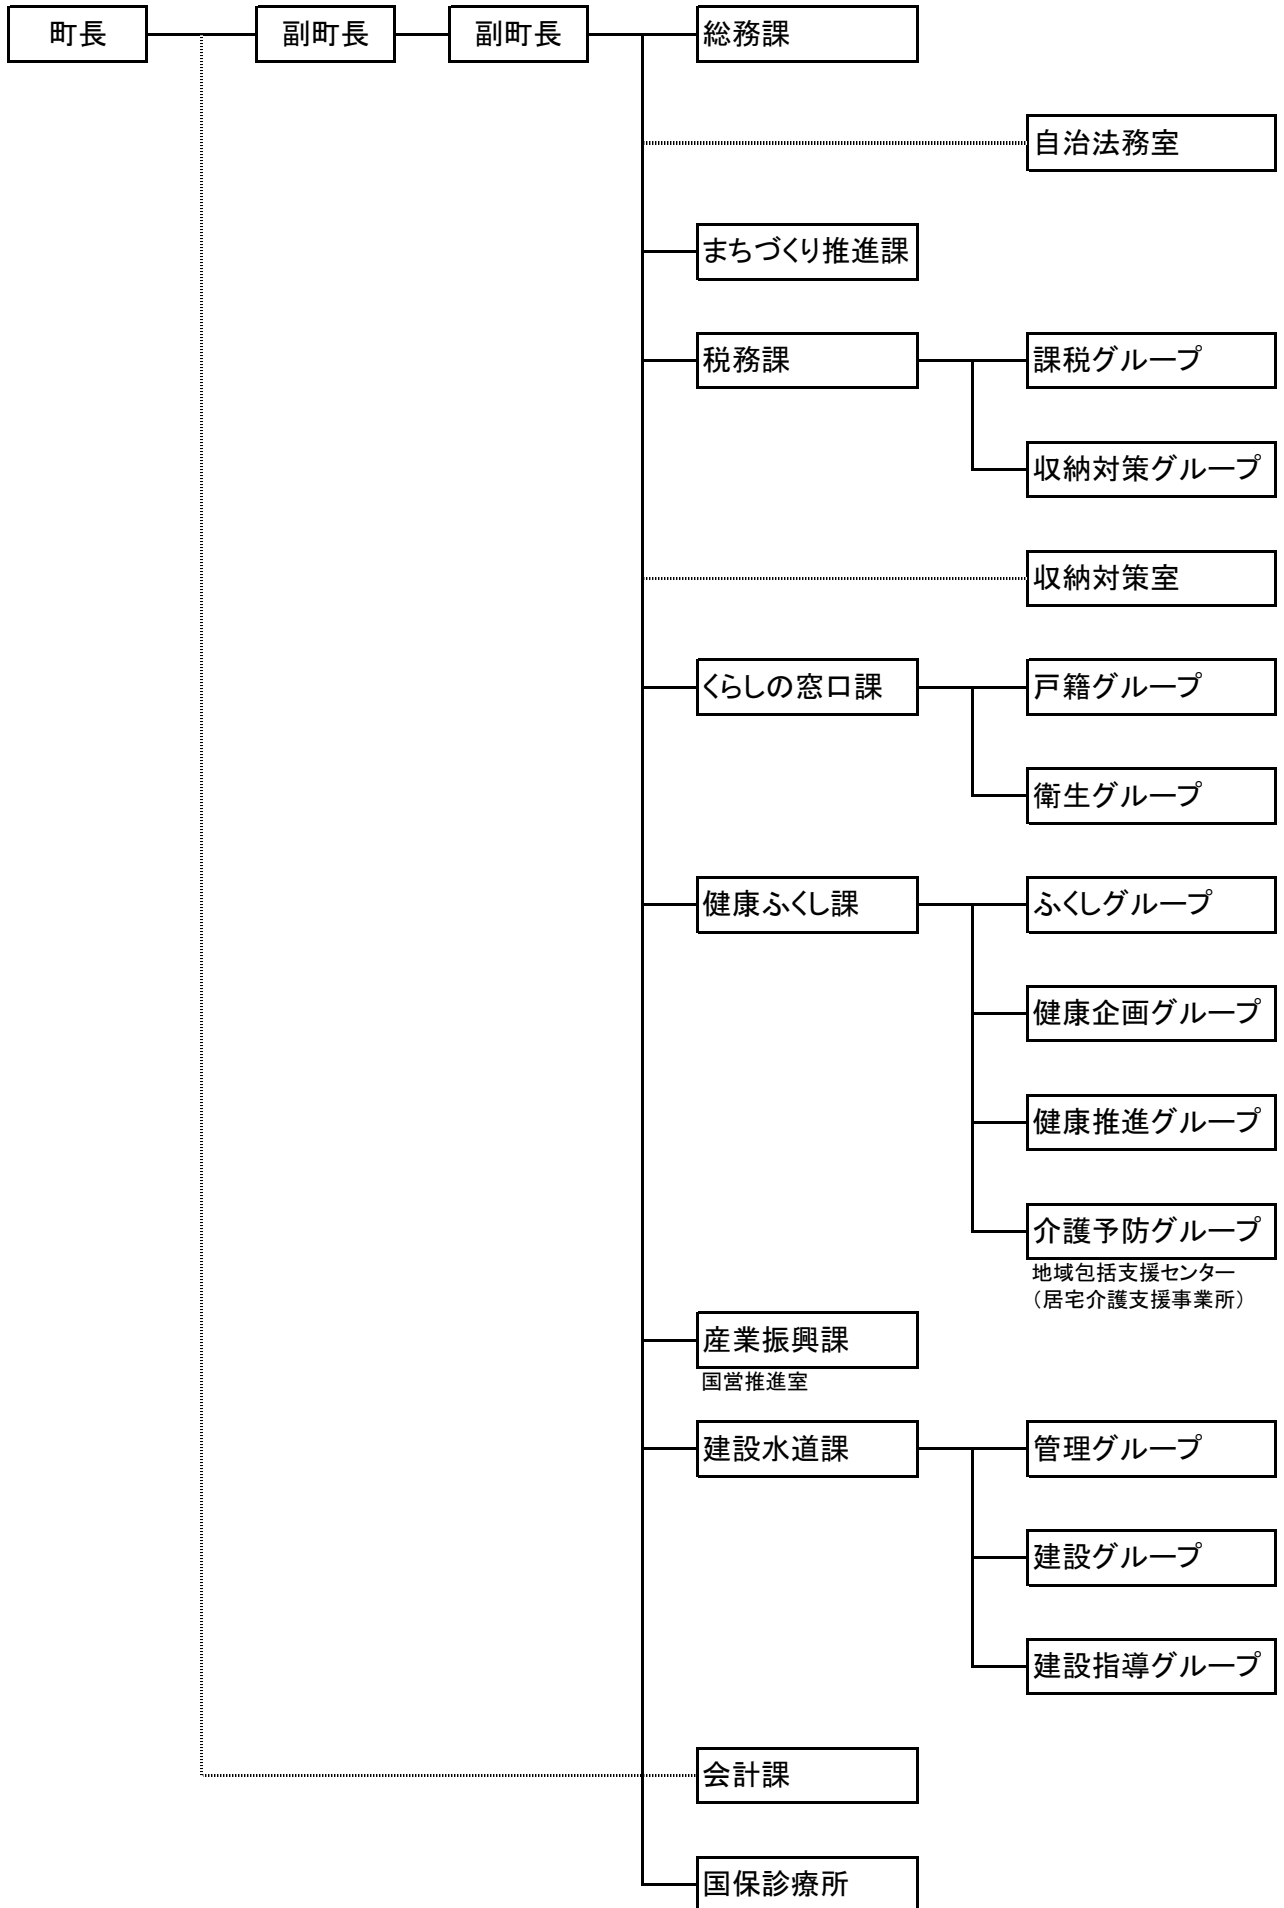 町長
副町長
副町長
総務課
自治法務室
まちづくり推進課
税務課
課税グループ
収納対策グループ
収納対策室
くらしの窓口課
戸籍グループ
衛生グループ
健康ふくし課
ふくしグループ
健康企画グループ
健康推進グループ
介護予防グループ
地域包括支援センター
（居宅介護支援事業所）
産業振興課
国営推進室
建設水道課
管理グループ
建設グループ
建設指導グループ
会計課
国保診療所